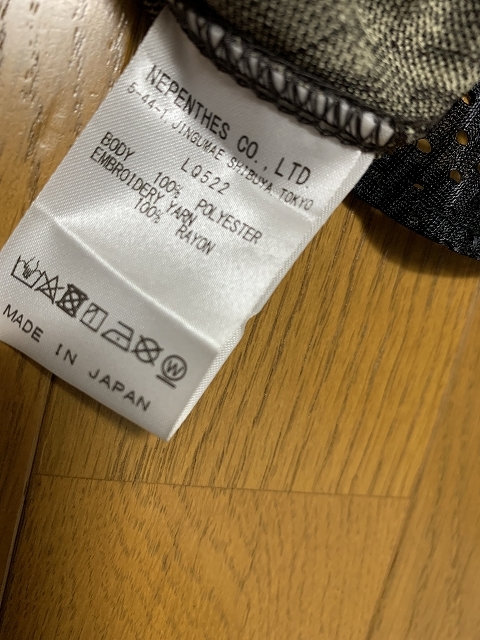 NEPENTHES CO., LTD.
5-44-1 JINGUMAE SHIBUYA TOKYO
LQ522
BODY 100% POLYESTER
EMBROIDERY YARN
100% RAYON
W
MADE IN JAPAN